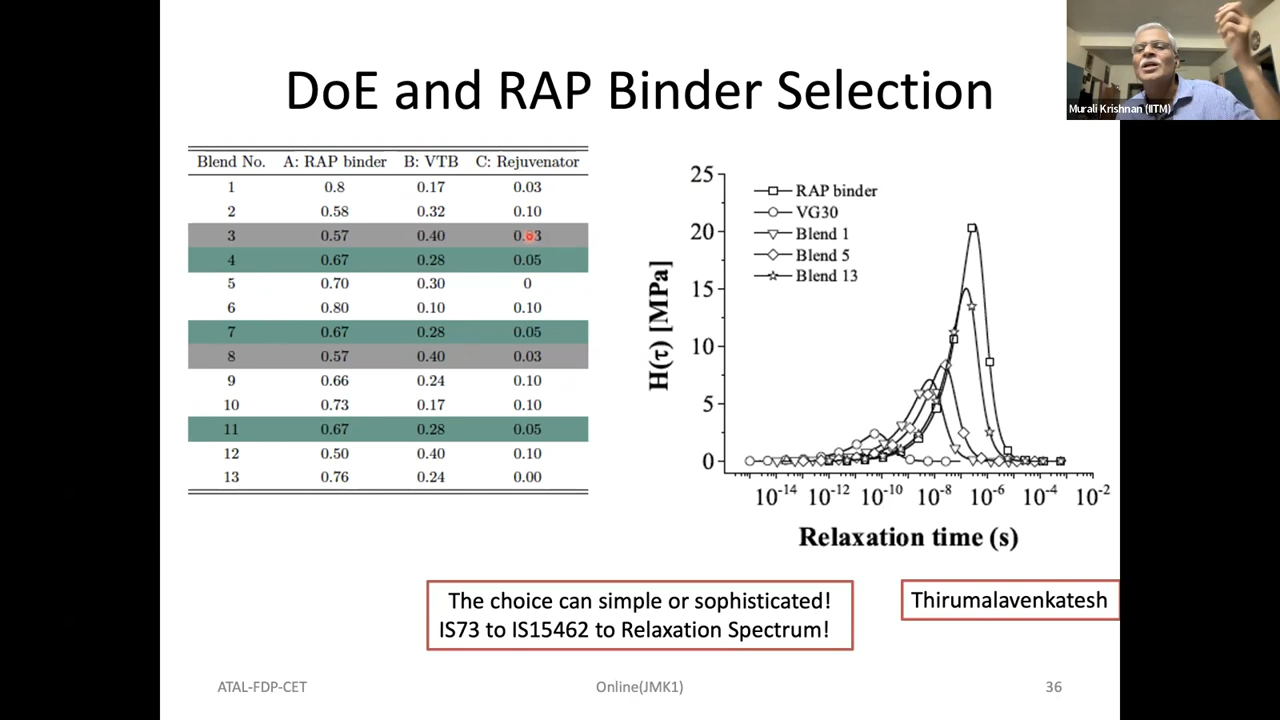 Murali Krishnan (IITM)
DoE and RAP Binder Selection
Blend No. A: RAP binder B: VTB C: Rejuvenator
1 0.8 0.17 0.03
2 0.58 0.32 0.10
3 0.57 0.40 0.03
4 0.67 0.28 0.05
5 0.70 0.30 0
6 0.80 0.10 0.10
7 0.67 0.28 0.05
8 0.57 0.40 0.03
9 0.66 0.24 0.10
10 0.73 0.17 0.10
11 0.67 0.28 0.05
12 0.50 0.40 0.10
13 0.76 0.24 0.00
25
20
15
10
5
0
H(τ) [MPa]
RAP binder
VG30
Blend 1
Blend 5
Blend 13
10⁻¹⁴ 10⁻¹² 10⁻¹⁰ 10⁻⁸ 10⁻⁶ 10⁻⁴ 10⁻²
Relaxation time (s)
The choice can simple or sophisticated!
IS73 to IS15462 to Relaxation Spectrum!
Thirumalavenkatesh
ATAL-FDP-CET Online(JMK1) 36